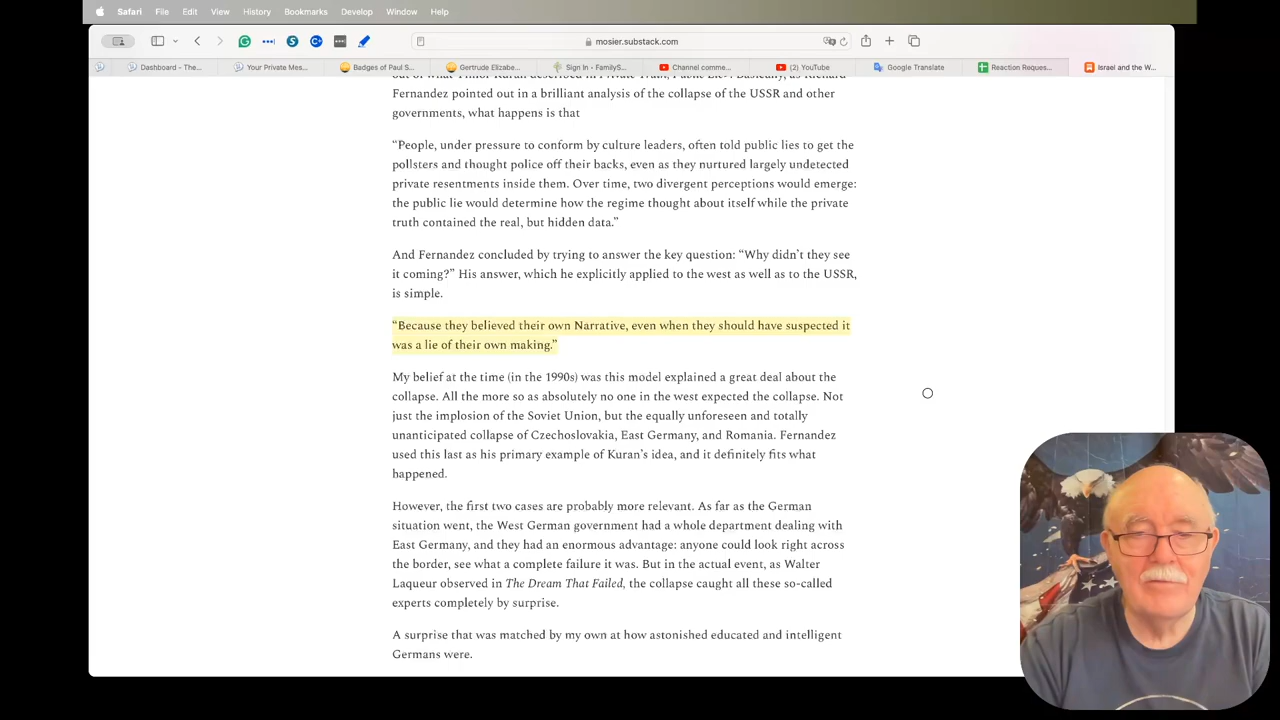 Safari File Edit View History Bookmarks Develop Window Help
mosier.substack.com
Dashboard - The... Your Private Mes... Badges of Paul S... Gertrude Elizabe... Sign In - FamilyS... Channel comme... (2) YouTube Google Translate Reaction Reques... Israel and the W...
Fernandez pointed out in a brilliant analysis of the collapse of the USSR and other
governments, what happens is that
“People, under pressure to conform by culture leaders, often told public lies to get the
pollsters and thought police off their backs, even as they nurtured largely undetected
private resentments inside them. Over time, two divergent perceptions would emerge:
the public lie would determine how the regime thought about itself while the private
truth contained the real, but hidden data.”
And Fernandez concluded by trying to answer the key question: “Why didn’t they see
it coming?” His answer, which he explicitly applied to the west as well as to the USSR,
is simple.
“Because they believed their own Narrative, even when they should have suspected it
was a lie of their own making.”
My belief at the time (in the 1990s) was this model explained a great deal about the
collapse. All the more so as absolutely no one in the west expected the collapse. Not
just the implosion of the Soviet Union, but the equally unforeseen and totally
unanticipated collapse of Czechoslovakia, East Germany, and Romania. Fernandez
used this last as his primary example of Kuran’s idea, and it definitely fits what
happened.
However, the first two cases are probably more relevant. As far as the German
situation went, the West German government had a whole department dealing with
East Germany, and they had an enormous advantage: anyone could look right across
the border, see what a complete failure it was. But in the actual event, as Walter
Laqueur observed in The Dream That Failed, the collapse caught all these so-called
experts completely by surprise.
A surprise that was matched by my own at how astonished educated and intelligent
Germans were.